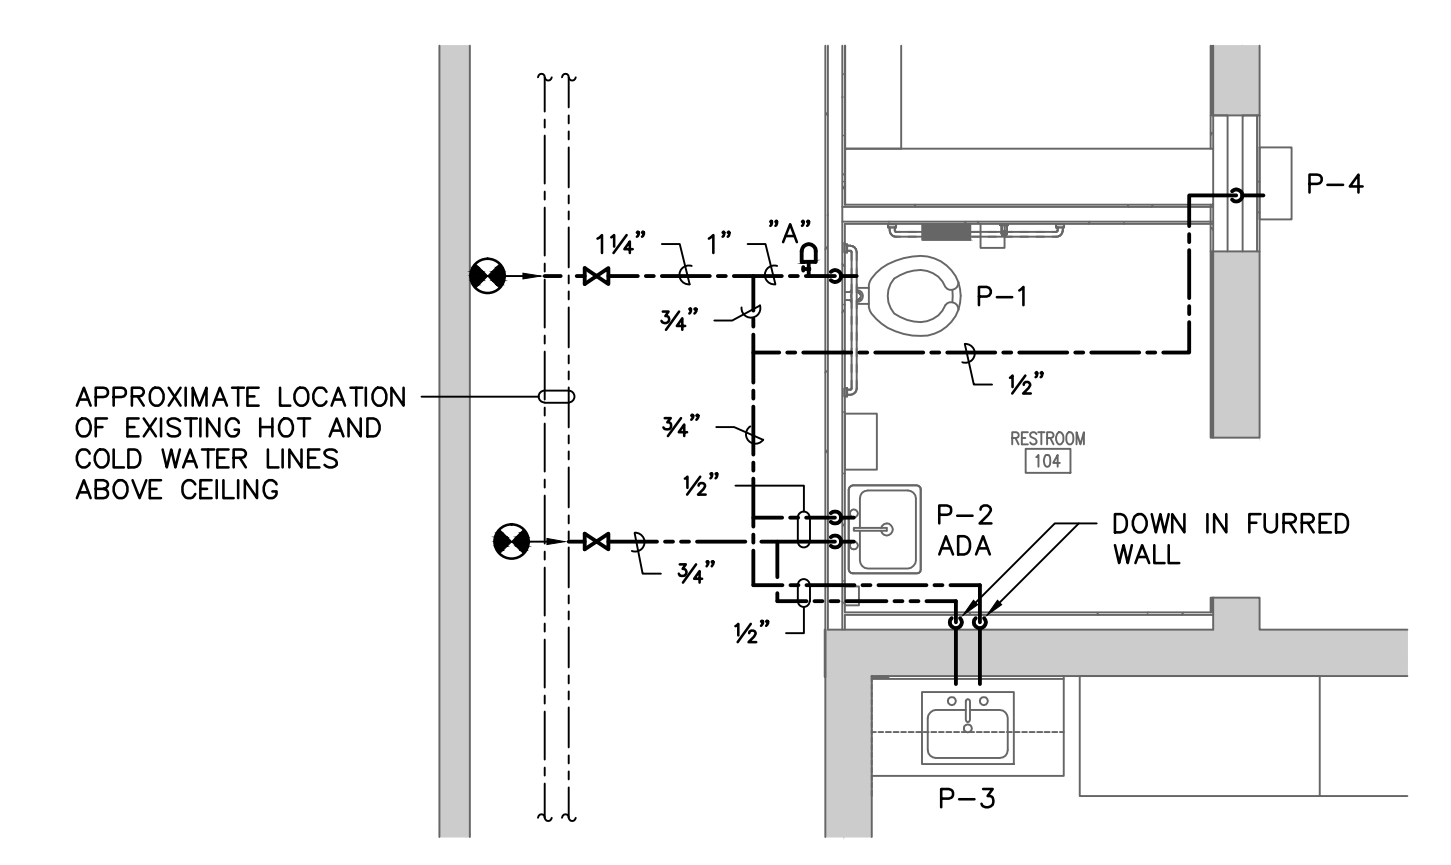 P-4
"A"
1¼"
1"
P-1
¾"
½"
APPROXIMATE LOCATION
OF EXISTING HOT AND
COLD WATER LINES
ABOVE CEILING
¾"
RESTROOM
104
½"
P-2
ADA
DOWN IN FURRED
WALL
¾"
½"
P-3